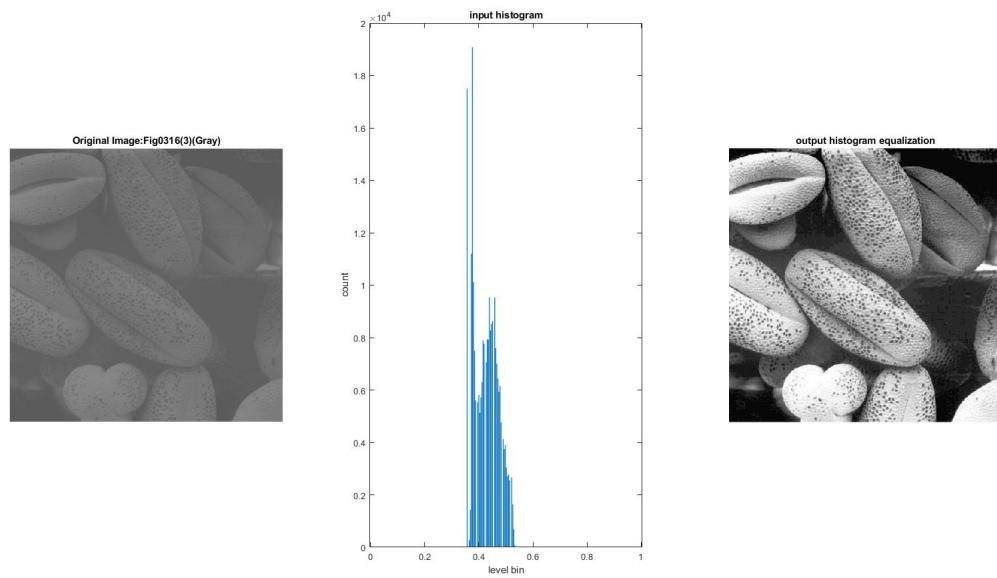 Original Image:Fig0316(3)(Gray)
input histogram
×10⁴
2
1.8
1.6
1.4
1.2
1
0.8
0.6
0.4
0.2
0
count
0 0.2 0.4 0.6 0.8 1
level bin
output histogram equalization